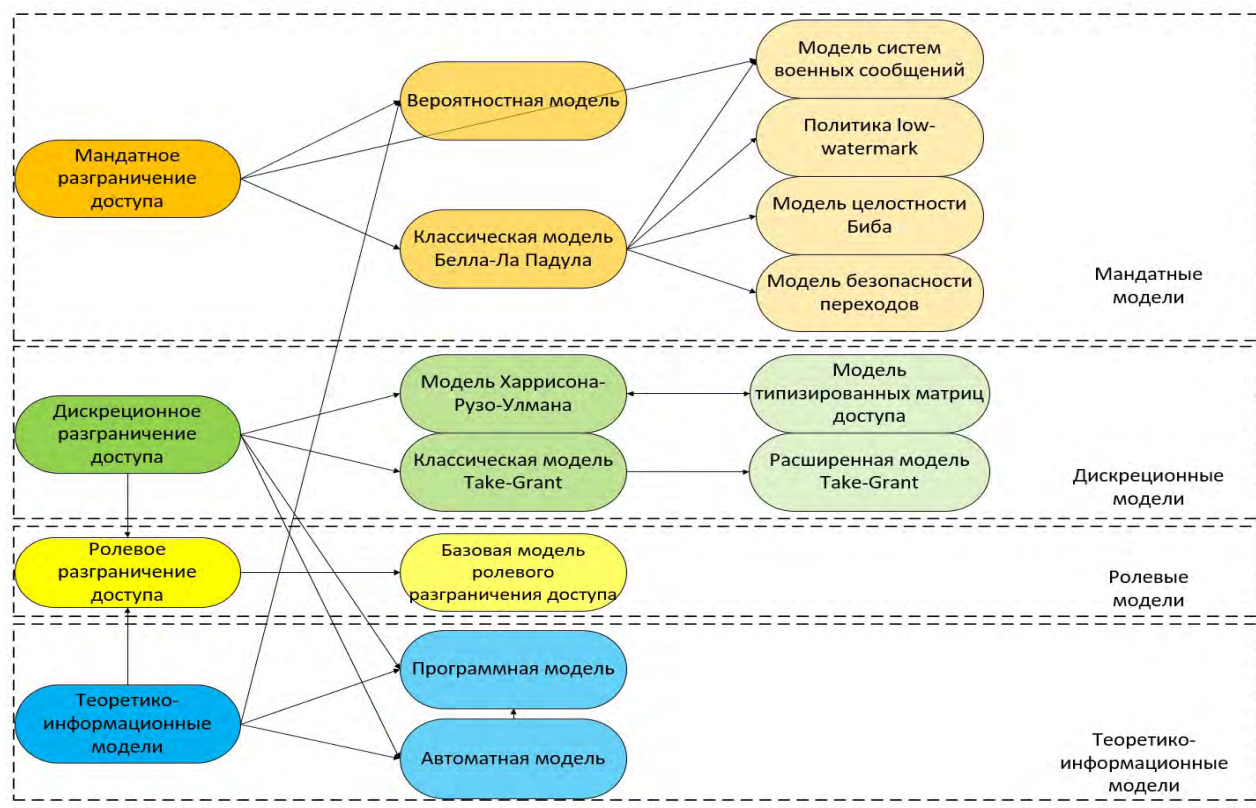 Модель систем
военных сообщений
Вероятностная модель
Политика low-
watermark
Мандатное
разграничение
доступа
Модель целостности
Биба
Классическая модель
Белла-Ла Падула
Модель безопасности
переходов
Мандатные
модели
Модель Харрисона-
Рузо-Улмана
Модель
типизированных матриц
доступа
Дискреционное
разграничение
доступа
Классическая модель
Take-Grant
Расширенная модель
Take-Grant
Дискреционные
модели
Ролевое
разграничение
доступа
Базовая модель
ролевого
разграничения доступа
Ролевые
модели
Программная модель
Теоретико-
информационные
модели
Автоматная модель
Теоретико-
информационные
модели